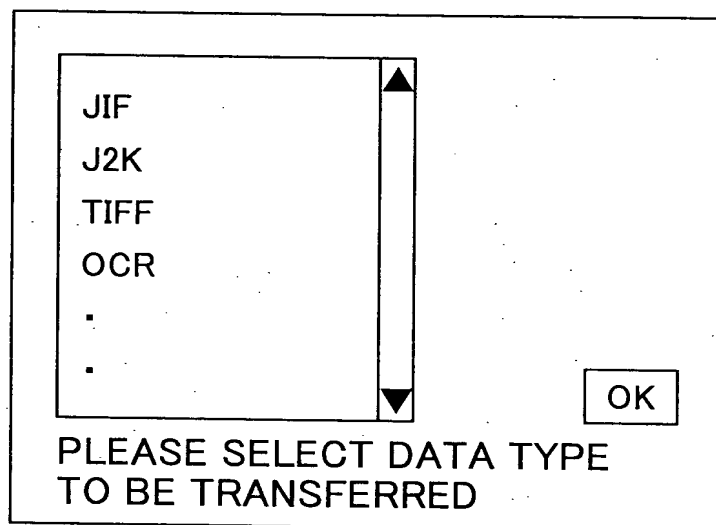 JIF
J2K
TIFF
OCR
.
.
OK
PLEASE SELECT DATA TYPE
TO BE TRANSFERRED